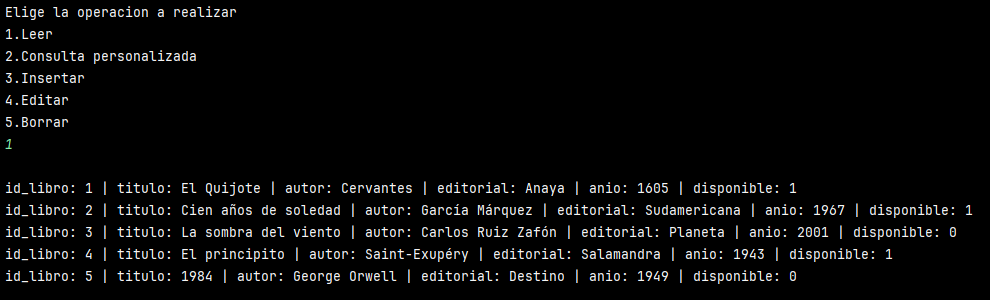 Elige la operacion a realizar
1.Leer
2.Consulta personalizada
3.Insertar
4.Editar
5.Borrar
1
id_libro: 1 | titulo: El Quijote | autor: Cervantes | editorial: Anaya | anio: 1605 | disponible: 1
id_libro: 2 | titulo: Cien años de soledad | autor: García Márquez | editorial: Sudamericana | anio: 1967 | disponible: 1
id_libro: 3 | titulo: La sombra del viento | autor: Carlos Ruiz Zafón | editorial: Planeta | anio: 2001 | disponible: 0
id_libro: 4 | titulo: El principito | autor: Saint-Exupéry | editorial: Salamandra | anio: 1943 | disponible: 1
id_libro: 5 | titulo: 1984 | autor: George Orwell | editorial: Destino | anio: 1949 | disponible: 0